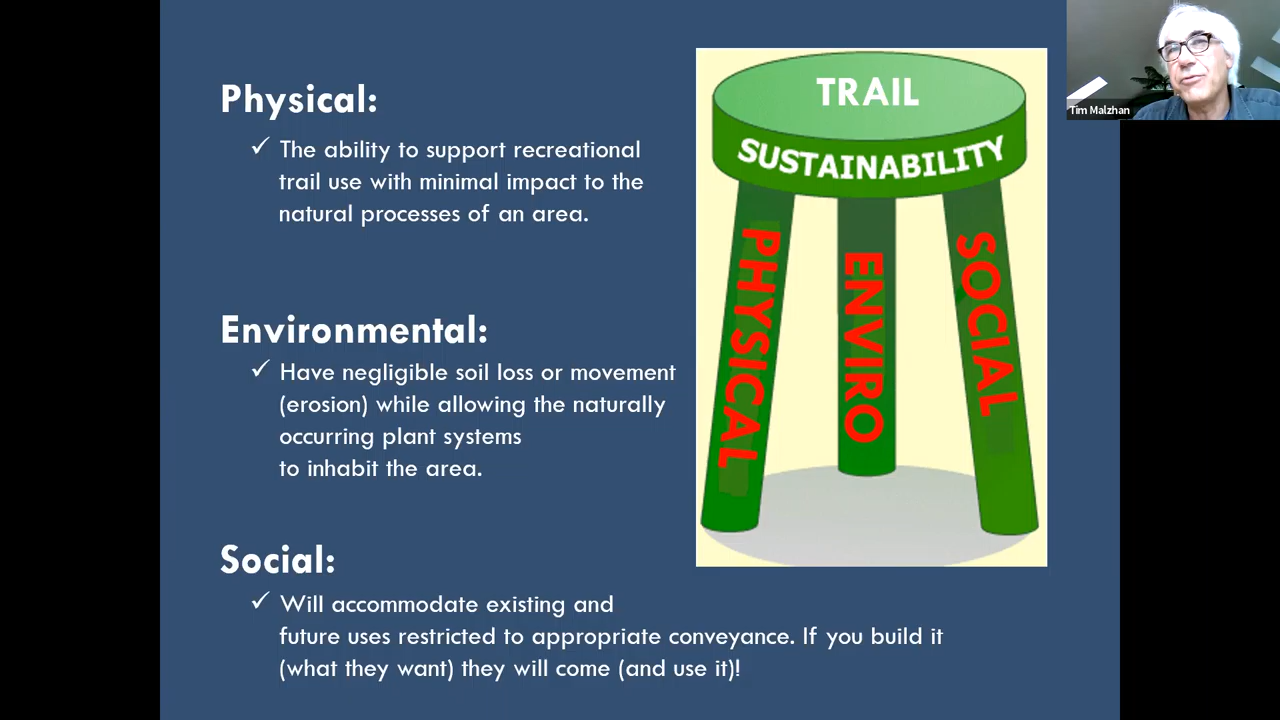 Physical:
✓ The ability to support recreational
trail use with minimal impact to the
natural processes of an area.
Environmental:
✓ Have negligible soil loss or movement
(erosion) while allowing the naturally
occurring plant systems
to inhabit the area.
Social:
✓ Will accommodate existing and
future uses restricted to appropriate conveyance. If you build it
(what they want) they will come (and use it)!
TRAIL
SUSTAINABILITY
PHYSICAL
ENVIRO
SOCIAL
Tim Malzhan